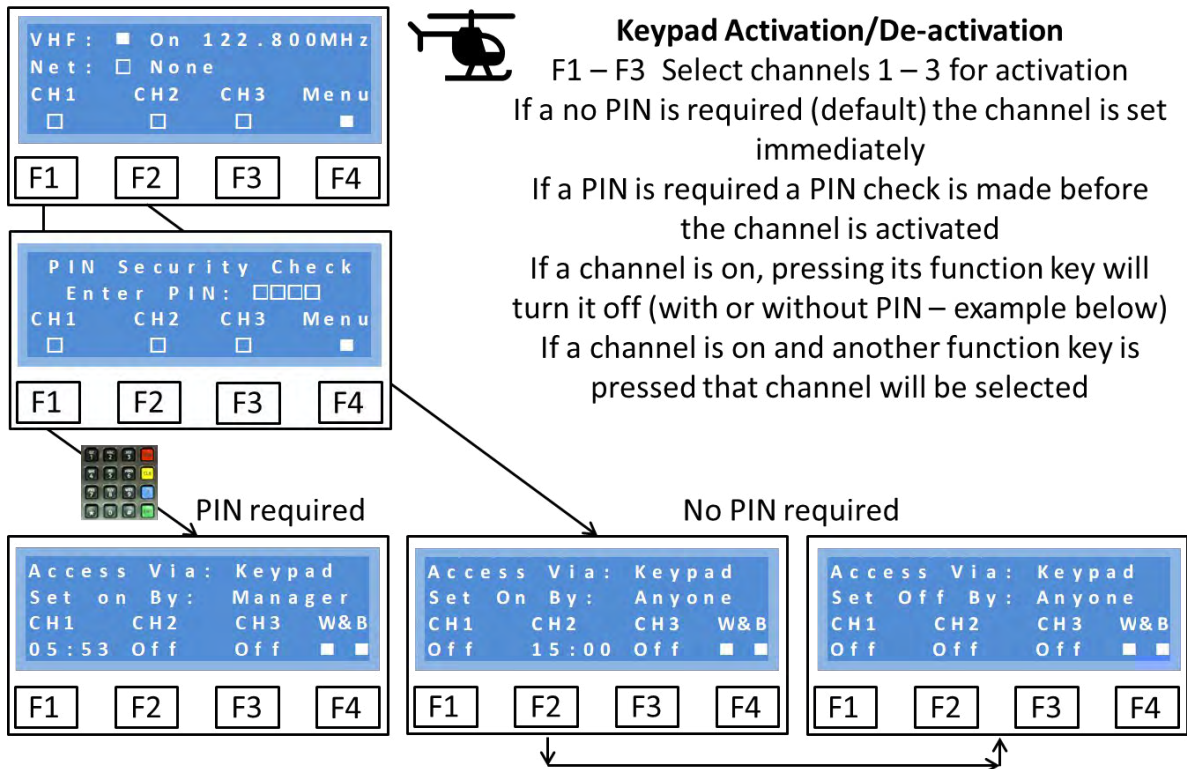 VHF: ■ On 122.800MHz
Net: □ None
CH1 CH2 CH3 Menu
□ □ □ ■
F1 F2 F3 F4
Keypad Activation/De-activation
F1 – F3 Select channels 1 – 3 for activation
If a no PIN is required (default) the channel is set
immediately
If a PIN is required a PIN check is made before
the channel is activated
If a channel is on, pressing its function key will
turn it off (with or without PIN – example below)
If a channel is on and another function key is
pressed that channel will be selected
PIN Security Check
Enter PIN: □□□□
CH1 CH2 CH3 Menu
□ □ □ ■
F1 F2 F3 F4
PIN required
No PIN required
Access Via: Keypad
Set on By: Manager
CH1 CH2 CH3 W&B
05:53 Off Off ■ ■
F1 F2 F3 F4
Access Via: Keypad
Set On By: Anyone
CH1 CH2 CH3 W&B
Off 15:00 Off ■ ■
F1 F2 F3 F4
Access Via: Keypad
Set Off By: Anyone
CH1 CH2 CH3 W&B
Off Off Off ■ ■
F1 F2 F3 F4